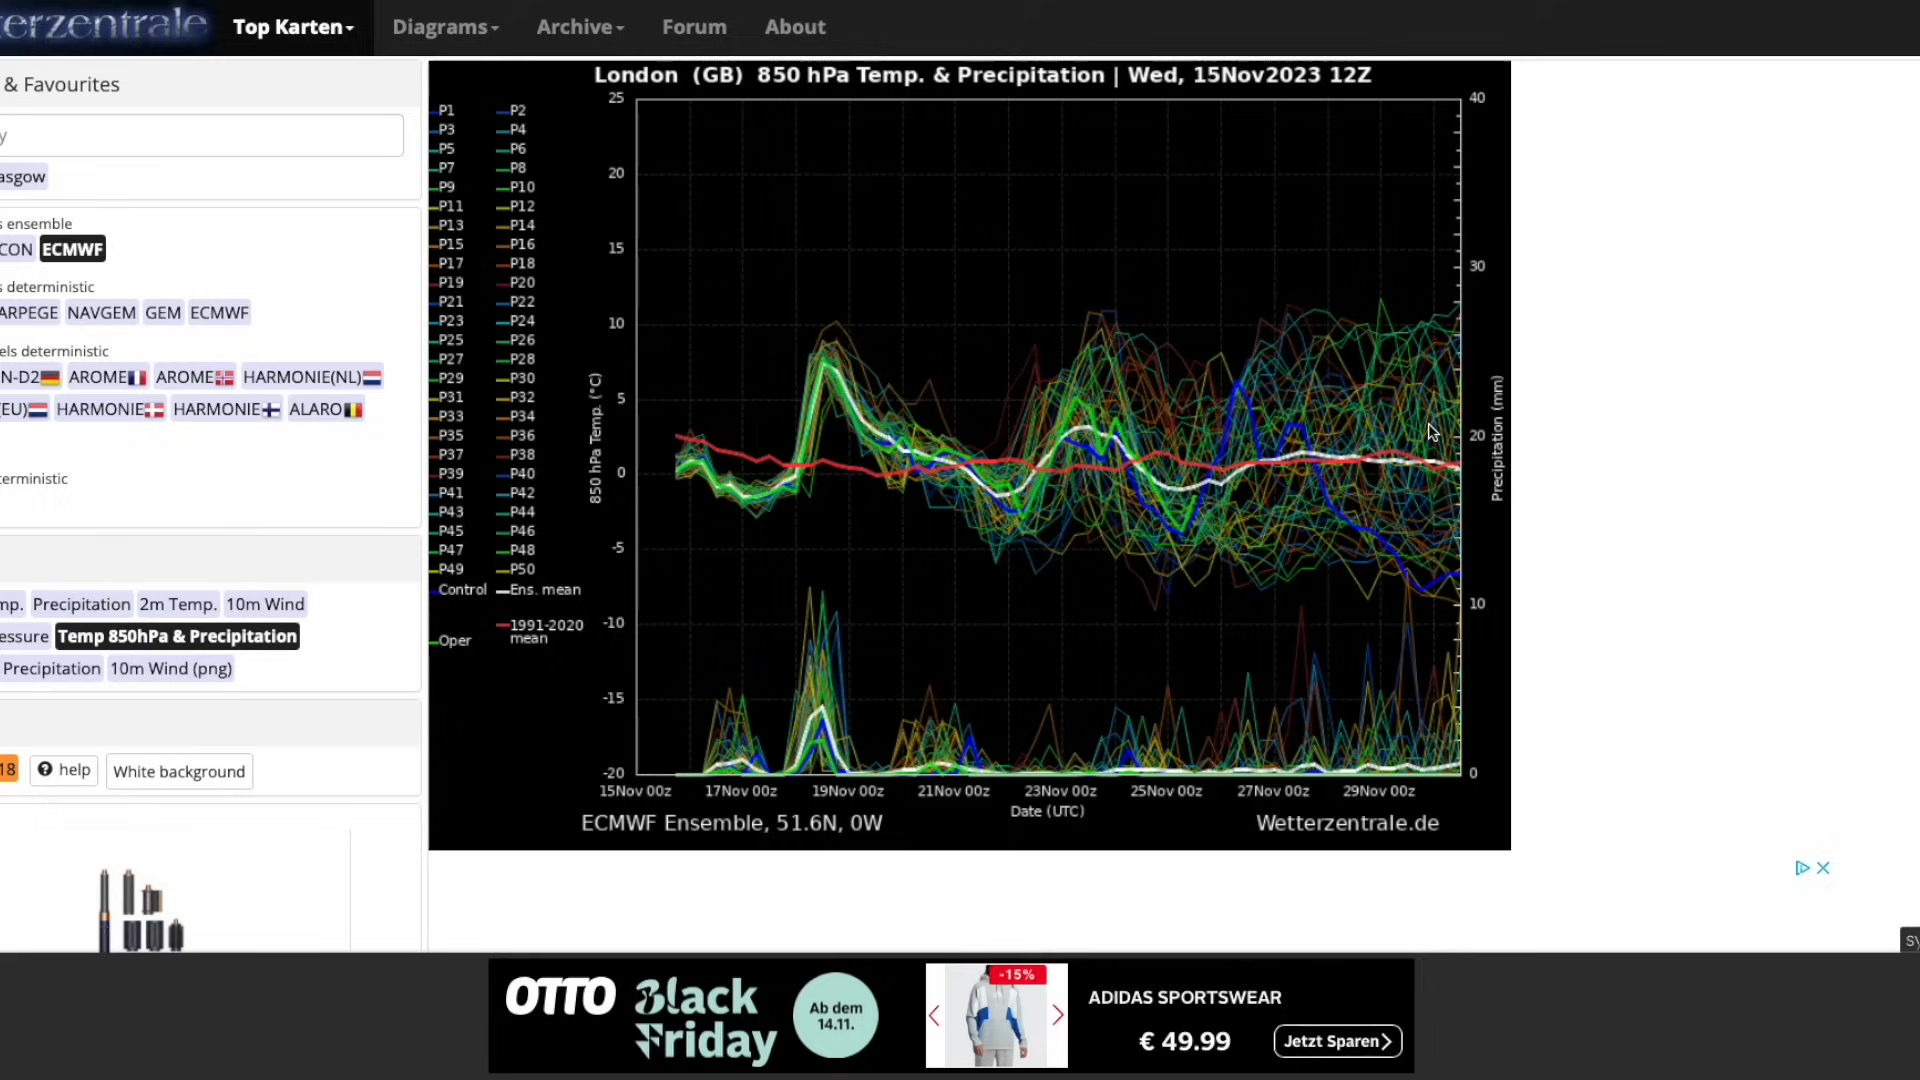 erzentrale
Top Karten
Diagrams
Archive
Forum
About
& Favourites
y
asgow
s ensemble
CON ECMWF
s deterministic
ARPEGE NAVGEM GEM ECMWF
els deterministic
N-D2 AROME AROME HARMONIE(NL)
(EU) HARMONIE HARMONIE ALARO
erministic
mp. Precipitation 2m Temp. 10m Wind
essure Temp 850hPa & Precipitation
Precipitation 10m Wind (png)
18 help White background
London (GB) 850 hPa Temp. & Precipitation | Wed, 15Nov2023 12Z
P1 P2
P3 P4
P5 P6
P7 P8
P9 P10
P11 P12
P13 P14
P15 P16
P17 P18
P19 P20
P21 P22
P23 P24
P25 P26
P27 P28
P29 P30
P31 P32
P33 P34
P35 P36
P37 P38
P39 P40
P41 P42
P43 P44
P45 P46
P47 P48
P49 P50
Control Ens. mean
1991-2020
mean
Oper
850 hPa Temp. (°C)
25
20
15
10
5
0
-5
-10
-15
-20
40
30
20
10
0
Precipitation (mm)
15Nov 00z 17Nov 00z 19Nov 00z 21Nov 00z 23Nov 00z 25Nov 00z 27Nov 00z 29Nov 00z
Date (UTC)
ECMWF Ensemble, 51.6N, 0W
Wetterzentrale.de
sy
OTTO
Black
Friday
Ab dem
14.11.
-15%
ADIDAS SPORTSWEAR
€ 49.99
Jetzt Sparen